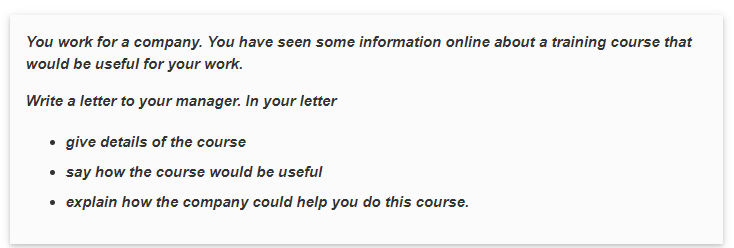 You work for a company. You have seen some information online about a training course that
would be useful for your work.
Write a letter to your manager. In your letter
• give details of the course
• say how the course would be useful
• explain how the company could help you do this course.